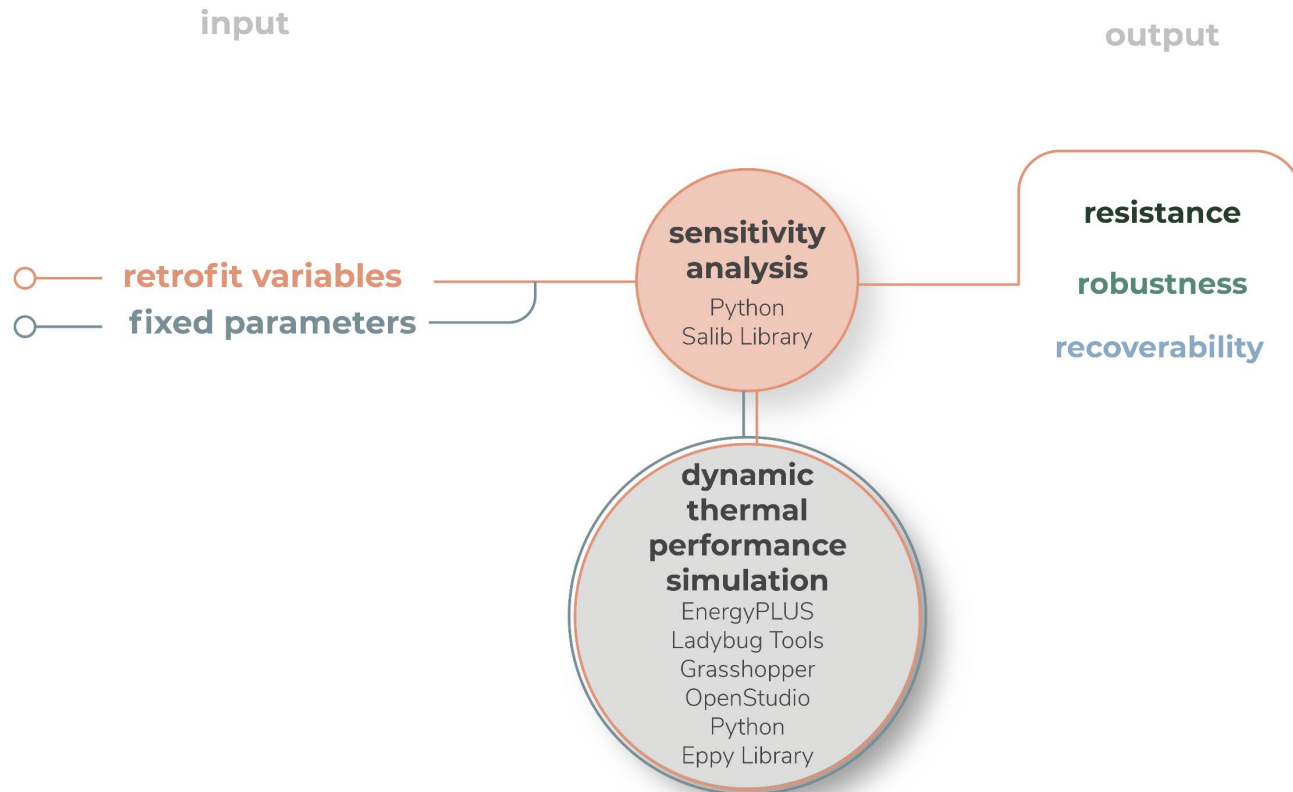 input
output
retrofit variables
fixed parameters
sensitivity
analysis
Python
Salib Library
resistance
robustness
recoverability
dynamic
thermal
performance
simulation
EnergyPLUS
Ladybug Tools
Grasshopper
OpenStudio
Python
Eppy Library